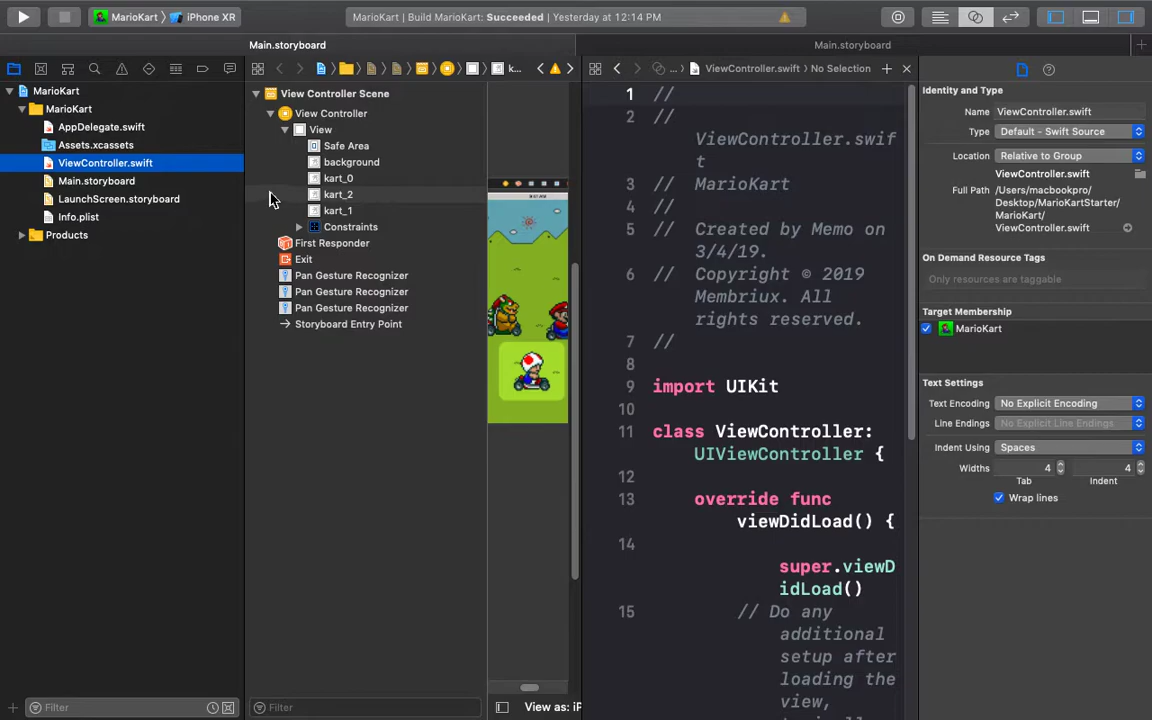 MarioKart
iPhone XR
MarioKart | Build MarioKart: Succeeded | Yesterday at 12:14 PM
Main.storyboard
Main.storyboard
k...
...
ViewController.swift
No Selection
MarioKart
MarioKart
AppDelegate.swift
Assets.xcassets
ViewController.swift
Main.storyboard
LaunchScreen.storyboard
Info.plist
Products
Filter
View Controller Scene
View Controller
View
Safe Area
background
kart_0
kart_2
kart_1
Constraints
First Responder
Exit
Pan Gesture Recognizer
Pan Gesture Recognizer
Pan Gesture Recognizer
Storyboard Entry Point
Filter
View as: iP
1 //
2 //
ViewController.swif
t
3 // MarioKart
4 //
5 // Created by Memo on
3/4/19.
6 // Copyright © 2019
Membriux. All
rights reserved.
7 //
8
9 import UIKit
10
11 class ViewController:
UIViewController {
12
13 override func
viewDidLoad() {
14
super.viewD
idLoad()
15 // Do any
additional
setup after
loading the
view,
Identity and Type
Name ViewController.swift
Type Default - Swift Source
Location Relative to Group
ViewController.swift
Full Path /Users/macbookpro/
Desktop/MarioKartStarter/
MarioKart/
ViewController.swift
On Demand Resource Tags
Only resources are taggable
Target Membership
MarioKart
Text Settings
Text Encoding No Explicit Encoding
Line Endings No Explicit Line Endings
Indent Using Spaces
Widths 4 4
Tab Indent
Wrap lines